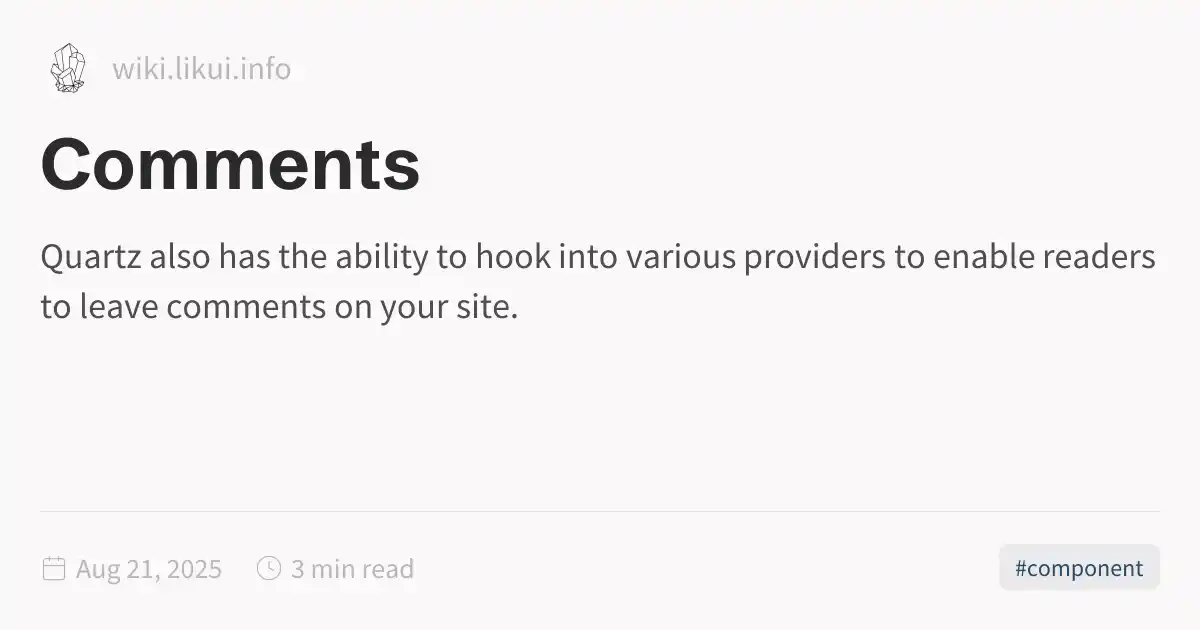 wiki.likui.info
Comments
Quartz also has the ability to hook into various providers to enable readers
to leave comments on your site.
Aug 21, 2025 3 min read #component